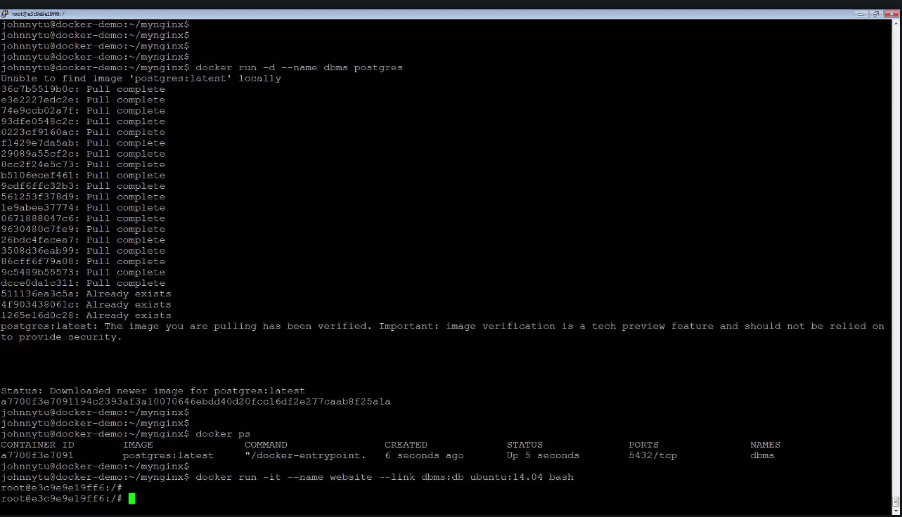 root@e3c9e9e19ff6: /
johnnytu@docker-demo:~/mynginx$
johnnytu@docker-demo:~/mynginx$
johnnytu@docker-demo:~/mynginx$
johnnytu@docker-demo:~/mynginx$
johnnytu@docker-demo:~/mynginx$ docker run -d --name dbms postgres
Unable to find image 'postgres:latest' locally
36c7b5519b0c: Pull complete
e3e2227edc2e: Pull complete
74e9ccb02a7f: Pull complete
93dfe0548c2c: Pull complete
0223cf9160ac: Pull complete
f1429e7da5ab: Pull complete
29089a55cf2c: Pull complete
8cc2f24e5c73: Pull complete
b5106ecef461: Pull complete
9cdf6ffc32b3: Pull complete
561253f378d9: Pull complete
1e9abee37774: Pull complete
0671888047c6: Pull complete
9630480c7fe9: Pull complete
26bdc4facea7: Pull complete
3508d36eab99: Pull complete
86cff6f79a08: Pull complete
9c5489b55573: Pull complete
dcce0da1c311: Pull complete
511136ea3c5a: Already exists
4f903438061c: Already exists
1265e16d0c28: Already exists
postgres:latest: The image you are pulling has been verified. Important: image verification is a tech preview feature and should not be relied on
to provide security.
Status: Downloaded newer image for postgres:latest
a7700f3e7091194c2393af3a10070646ebdd40d20fcc16df2e277caab8f25a1a
johnnytu@docker-demo:~/mynginx$
johnnytu@docker-demo:~/mynginx$
johnnytu@docker-demo:~/mynginx$ docker ps
CONTAINER ID IMAGE COMMAND CREATED STATUS PORTS NAMES
a7700f3e7091 postgres:latest "/docker-entrypoint. 6 seconds ago Up 5 seconds 5432/tcp dbms
johnnytu@docker-demo:~/mynginx$
johnnytu@docker-demo:~/mynginx$ docker run -it --name website --link dbms:db ubuntu:14.04 bash
root@e3c9e9e19ff6:/#
root@e3c9e9e19ff6:/#